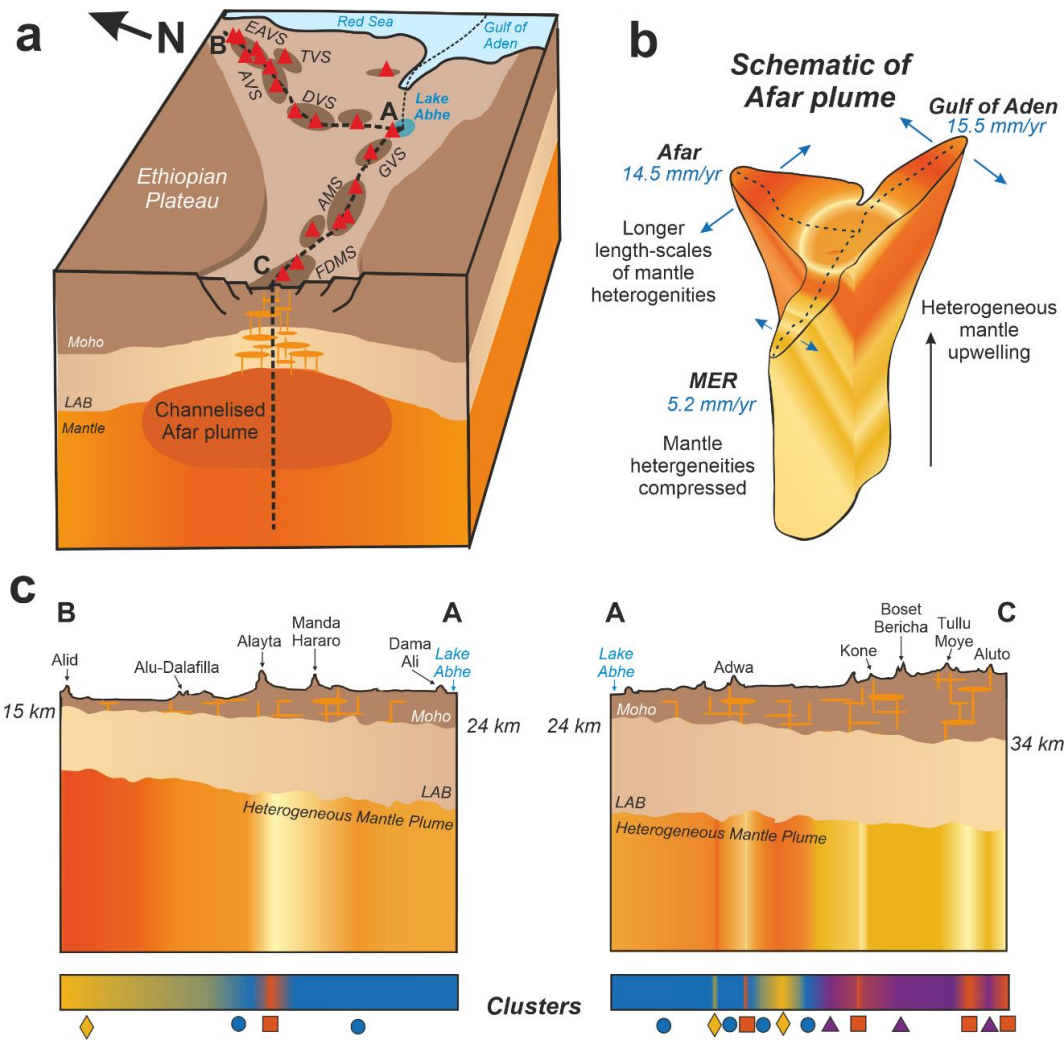 a
N
Red Sea
Gulf of
Aden
B
EAVS
TVS
AVS
DVS
A
Lake
Abhe
GVS
Ethiopian
Plateau
AMS
C
FDMS
Moho
LAB
Mantle
Channelised
Afar plume
b
Schematic of
Afar plume
Gulf of Aden
15.5 mm/yr
Afar
14.5 mm/yr
Longer
length-scales
of mantle
heterogenities
Heterogeneous
mantle
upwelling
MER
5.2 mm/yr
Mantle
hetergeneities
compressed
c
B
A
Alid
Alu-Dalafilla
Alayta
Manda
Hararo
Dama
Ali
Lake
Abhe
15 km
Moho
24 km
LAB
Heterogeneous Mantle Plume
A
C
Lake
Abhe
Adwa
Kone
Boset
Bericha
Tullu
Moye
Aluto
24 km
Moho
34 km
LAB
Heterogeneous Mantle Plume
Clusters